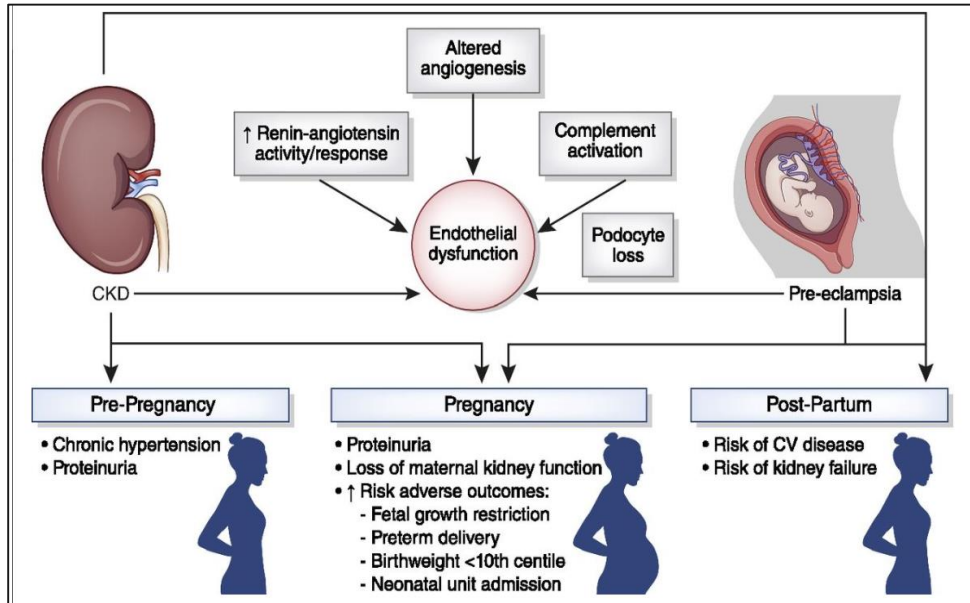 Altered
angiogenesis
↑ Renin-angiotensin
activity/response
Complement
activation
Endothelial
dysfunction
Podocyte
loss
CKD
Pre-eclampsia
Pre-Pregnancy
• Chronic hypertension
• Proteinuria
Pregnancy
• Proteinuria
• Loss of maternal kidney function
• ↑ Risk adverse outcomes:
- Fetal growth restriction
- Preterm delivery
- Birthweight <10th centile
- Neonatal unit admission
Post-Partum
• Risk of CV disease
• Risk of kidney failure